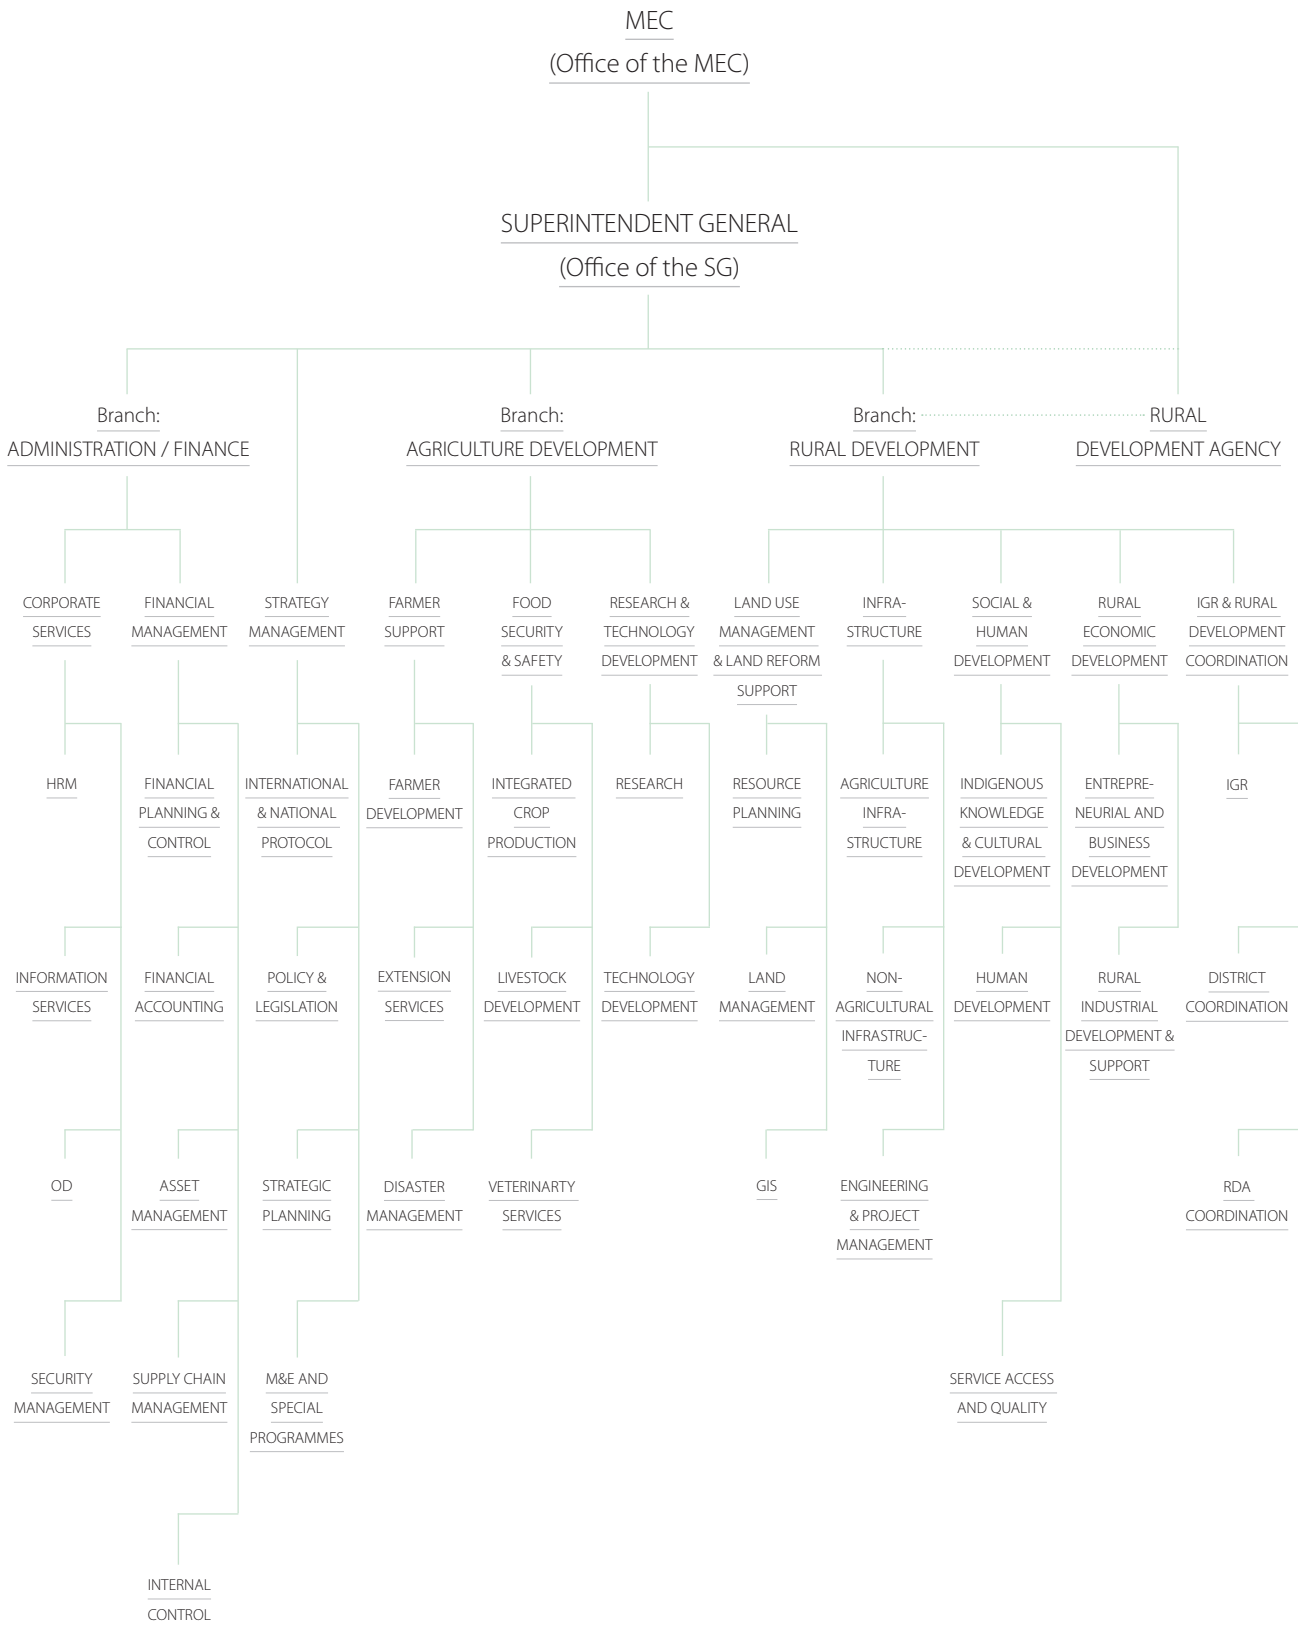 MEC
(Office of the MEC)
SUPERINTENDENT GENERAL
(Office of the SG)
Branch:
ADMINISTRATION / FINANCE
Branch:
AGRICULTURE DEVELOPMENT
Branch:
RURAL DEVELOPMENT
RURAL
DEVELOPMENT AGENCY
CORPORATE
SERVICES
FINANCIAL
MANAGEMENT
STRATEGY
MANAGEMENT
FARMER
SUPPORT
FOOD
SECURITY
& SAFETY
RESEARCH &
TECHNOLOGY
DEVELOPMENT
LAND USE
MANAGEMENT
& LAND REFORM
SUPPORT
INFRA-
STRUCTURE
SOCIAL &
HUMAN
DEVELOPMENT
RURAL
ECONOMIC
DEVELOPMENT
IGR & RURAL
DEVELOPMENT
COORDINATION
HRM
FINANCIAL
PLANNING &
CONTROL
INTERNATIONAL
& NATIONAL
PROTOCOL
FARMER
DEVELOPMENT
INTEGRATED
CROP
PRODUCTION
RESEARCH
RESOURCE
PLANNING
AGRICULTURE
INFRA-
STRUCTURE
INDIGENOUS
KNOWLEDGE
& CULTURAL
DEVELOPMENT
ENTREPRE-
NEURIAL AND
BUSINESS
DEVELOPMENT
IGR
INFORMATION
SERVICES
FINANCIAL
ACCOUNTING
POLICY &
LEGISLATION
EXTENSION
SERVICES
LIVESTOCK
DEVELOPMENT
TECHNOLOGY
DEVELOPMENT
LAND
MANAGEMENT
NON-
AGRICULTURAL
INFRASTRUC-
TURE
HUMAN
DEVELOPMENT
RURAL
INDUSTRIAL
DEVELOPMENT &
SUPPORT
DISTRICT
COORDINATION
OD
ASSET
MANAGEMENT
STRATEGIC
PLANNING
DISASTER
MANAGEMENT
VETERINARTY
SERVICES
GIS
ENGINEERING
& PROJECT
MANAGEMENT
RDA
COORDINATION
SECURITY
MANAGEMENT
SUPPLY CHAIN
MANAGEMENT
M&E AND
SPECIAL
PROGRAMMES
SERVICE ACCESS
AND QUALITY
INTERNAL
CONTROL